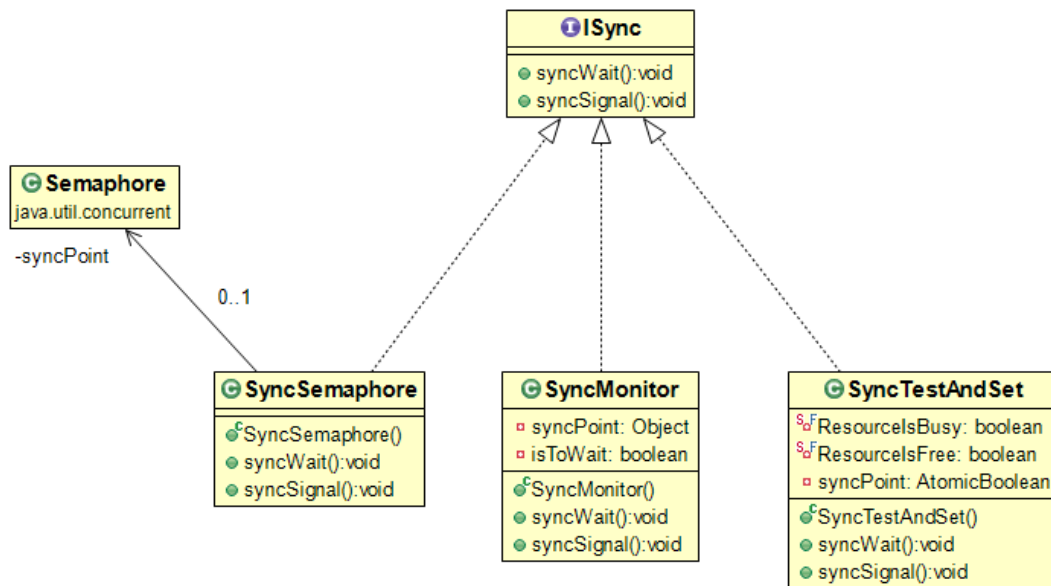 ISync
syncWait():void
syncSignal():void
Semaphore
java.util.concurrent
-syncPoint
0..1
SyncSemaphore
SyncSemaphore()
syncWait():void
syncSignal():void
SyncMonitor
syncPoint: Object
isToWait: boolean
SyncMonitor()
syncWait():void
syncSignal():void
SyncTestAndSet
ResourceIsBusy: boolean
ResourceIsFree: boolean
syncPoint: AtomicBoolean
SyncTestAndSet()
syncWait():void
syncSignal():void